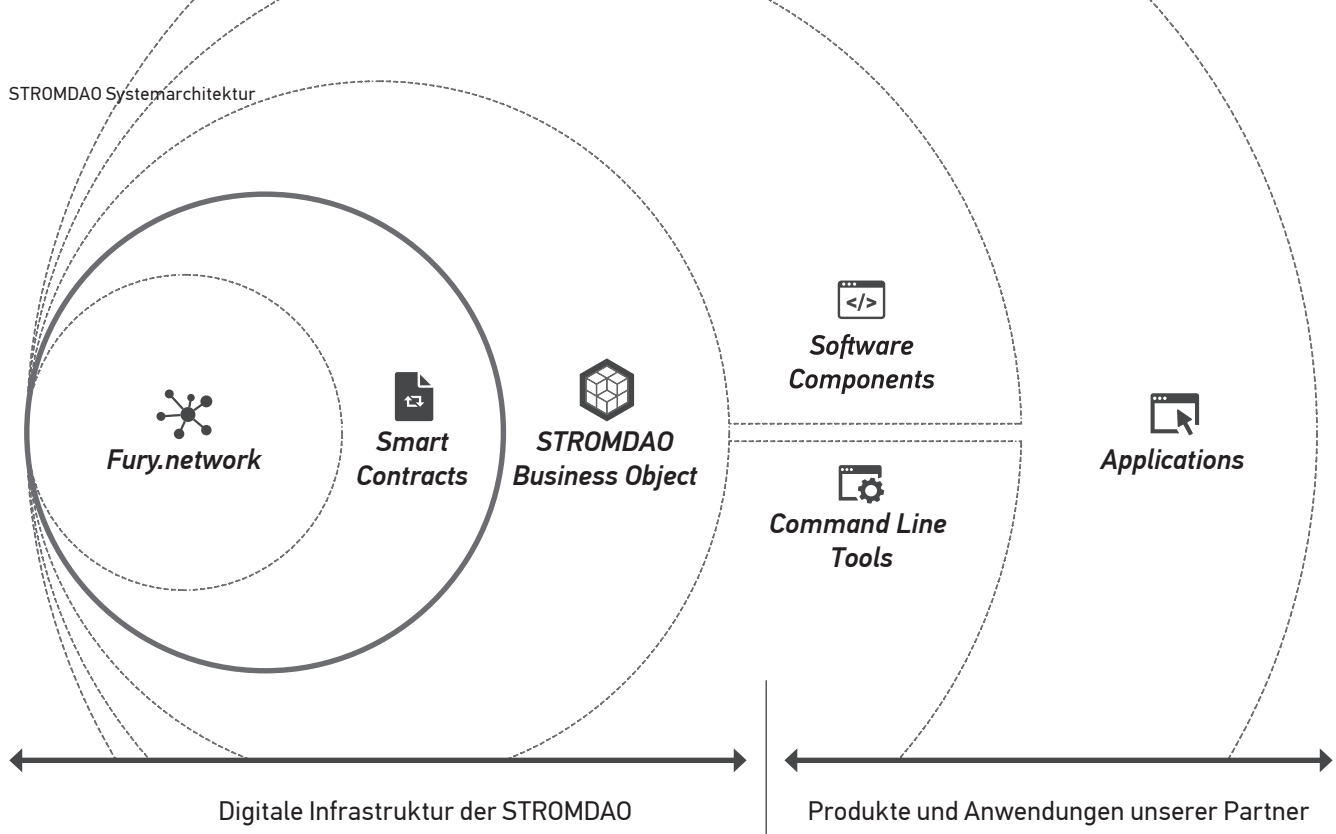 STROMDAO Systemarchitektur
Fury.network
Smart
Contracts
STROMDAO
Business Object
</>
Software
Components
Command Line
Tools
Applications
Digitale Infrastruktur der STROMDAO
Produkte und Anwendungen unserer Partner